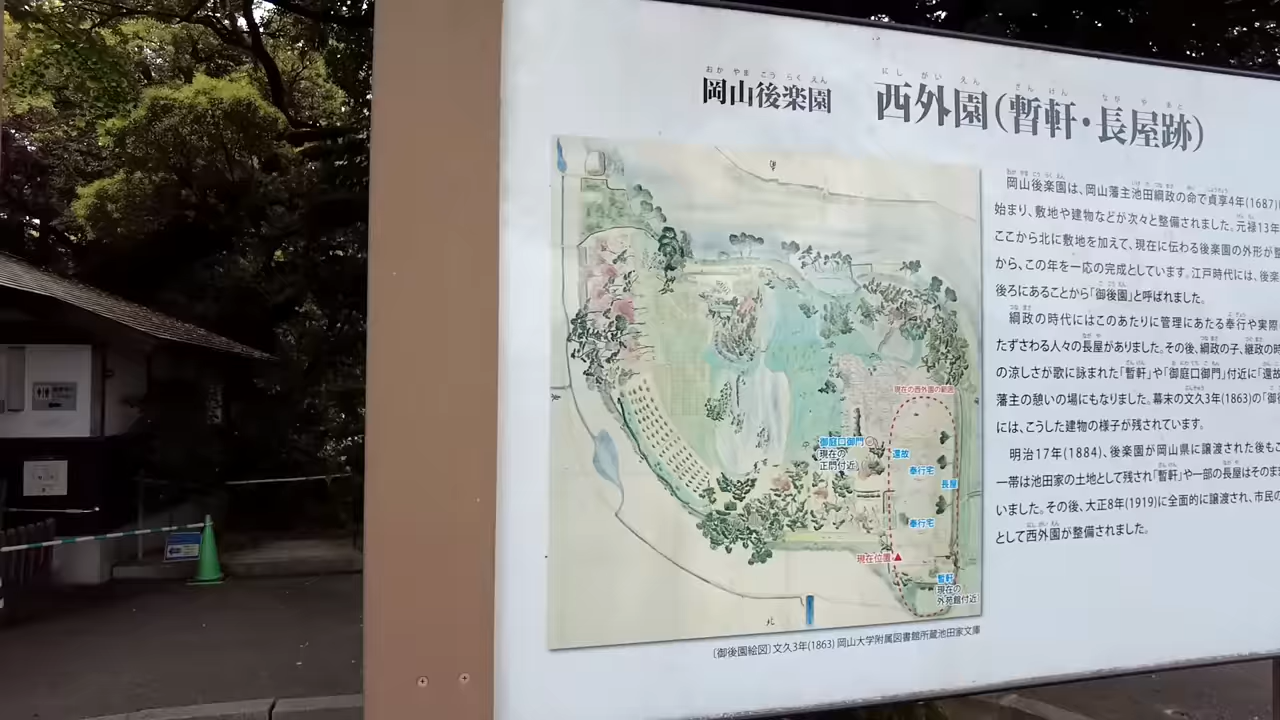 岡山後楽園 西外園(暫軒・長屋跡)
おか やま こう らく えん にし がい えん ざん けん なが や あと
岡山後楽園は、岡山藩主池田綱政の命で貞享4年(1687)
始まり、敷地や建物などが次々と整備されました。元禄13年
ここから北に敷地を加えて、現在に伝わる後楽園の外形が整
から、この年を一応の完成としています。江戸時代には、後楽
後ろにあることから「御後園」と呼ばれました。
綱政の時代にはこのあたりに管理にあたる奉行や実際
たずさわる人々の長屋がありました。その後、綱政の子、継政の時
の涼しさが歌に詠まれた「暫軒」や「御庭口御門」付近に「遠故
藩主の憩いの場にもなりました。幕末の文久3年(1863)の「御後
には、こうした建物の様子が残されています。
明治17年(1884)、後楽園が岡山県に譲渡された後もこ
一帯は池田家の土地として残され「暫軒」や一部の長屋はそのまま
いました。その後、大正8年(1919)に全面的に譲渡され、市民の
として西外園が整備されました。
現在の西外園の範囲
御庭口御門
(現在の
正門付近)
遠故
奉行宅
長屋
奉行宅
現在位置▲
暫軒
(現在の
外苑館付近)
北
〔御後園絵図〕文久3年(1863) 岡山大学附属図書館所蔵池田家文庫